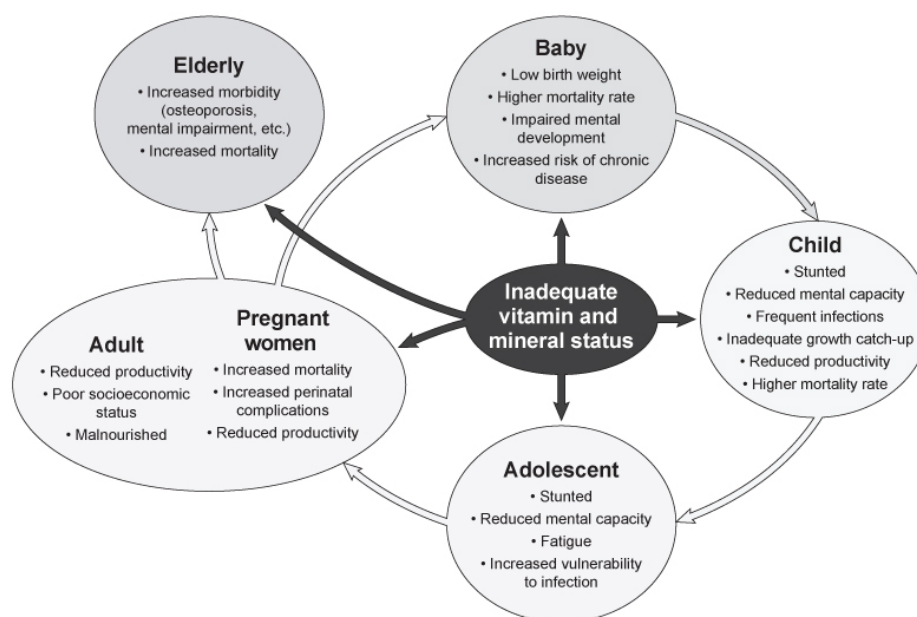 Elderly
• Increased morbidity
(osteoporosis,
mental impairment, etc.)
• Increased mortality
Baby
• Low birth weight
• Higher mortality rate
• Impaired mental
development
• Increased risk of chronic
disease
Child
• Stunted
• Reduced mental capacity
• Frequent infections
• Inadequate growth catch-up
• Reduced productivity
• Higher mortality rate
Inadequate
vitamin and
mineral status
Adult
• Reduced productivity
• Poor socioeconomic
status
• Malnourished
Pregnant
women
• Increased mortality
• Increased perinatal
complications
• Reduced productivity
Adolescent
• Stunted
• Reduced mental capacity
• Fatigue
• Increased vulnerability
to infection